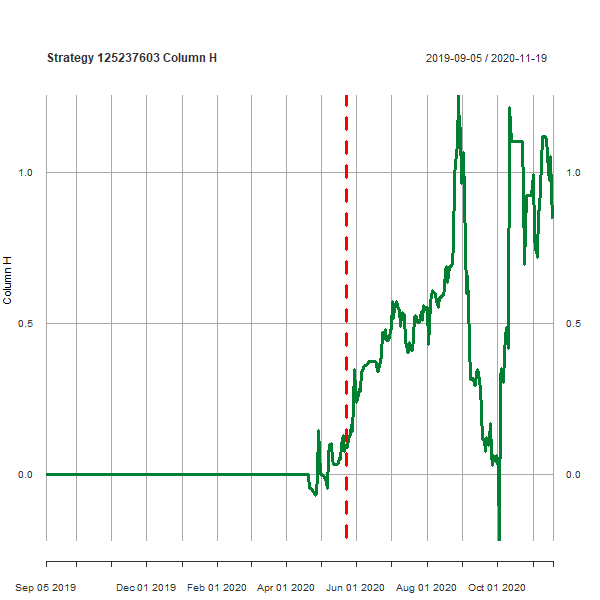 Strategy 125237603 Column H
2019-09-05 / 2020-11-19
1.0
1.0
Column H
0.5
0.5
0.0
0.0
Sep 05 2019
Dec 01 2019
Feb 01 2020
Apr 01 2020
Jun 01 2020
Aug 01 2020
Oct 01 2020